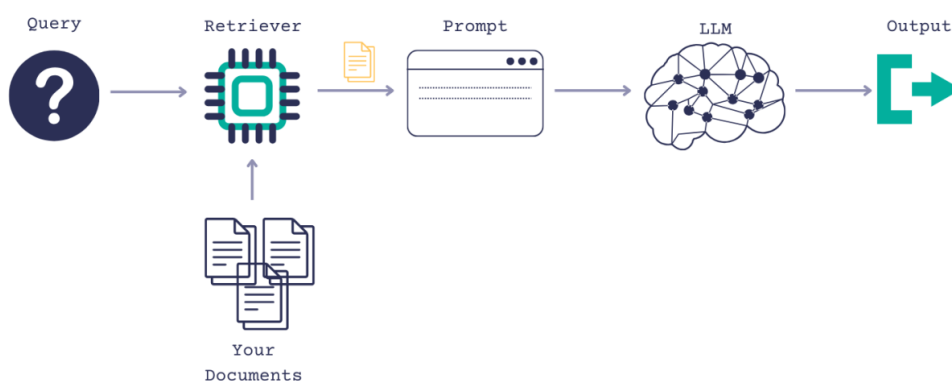 Query
Retriever
Prompt
LLM
Output
Your
Documents